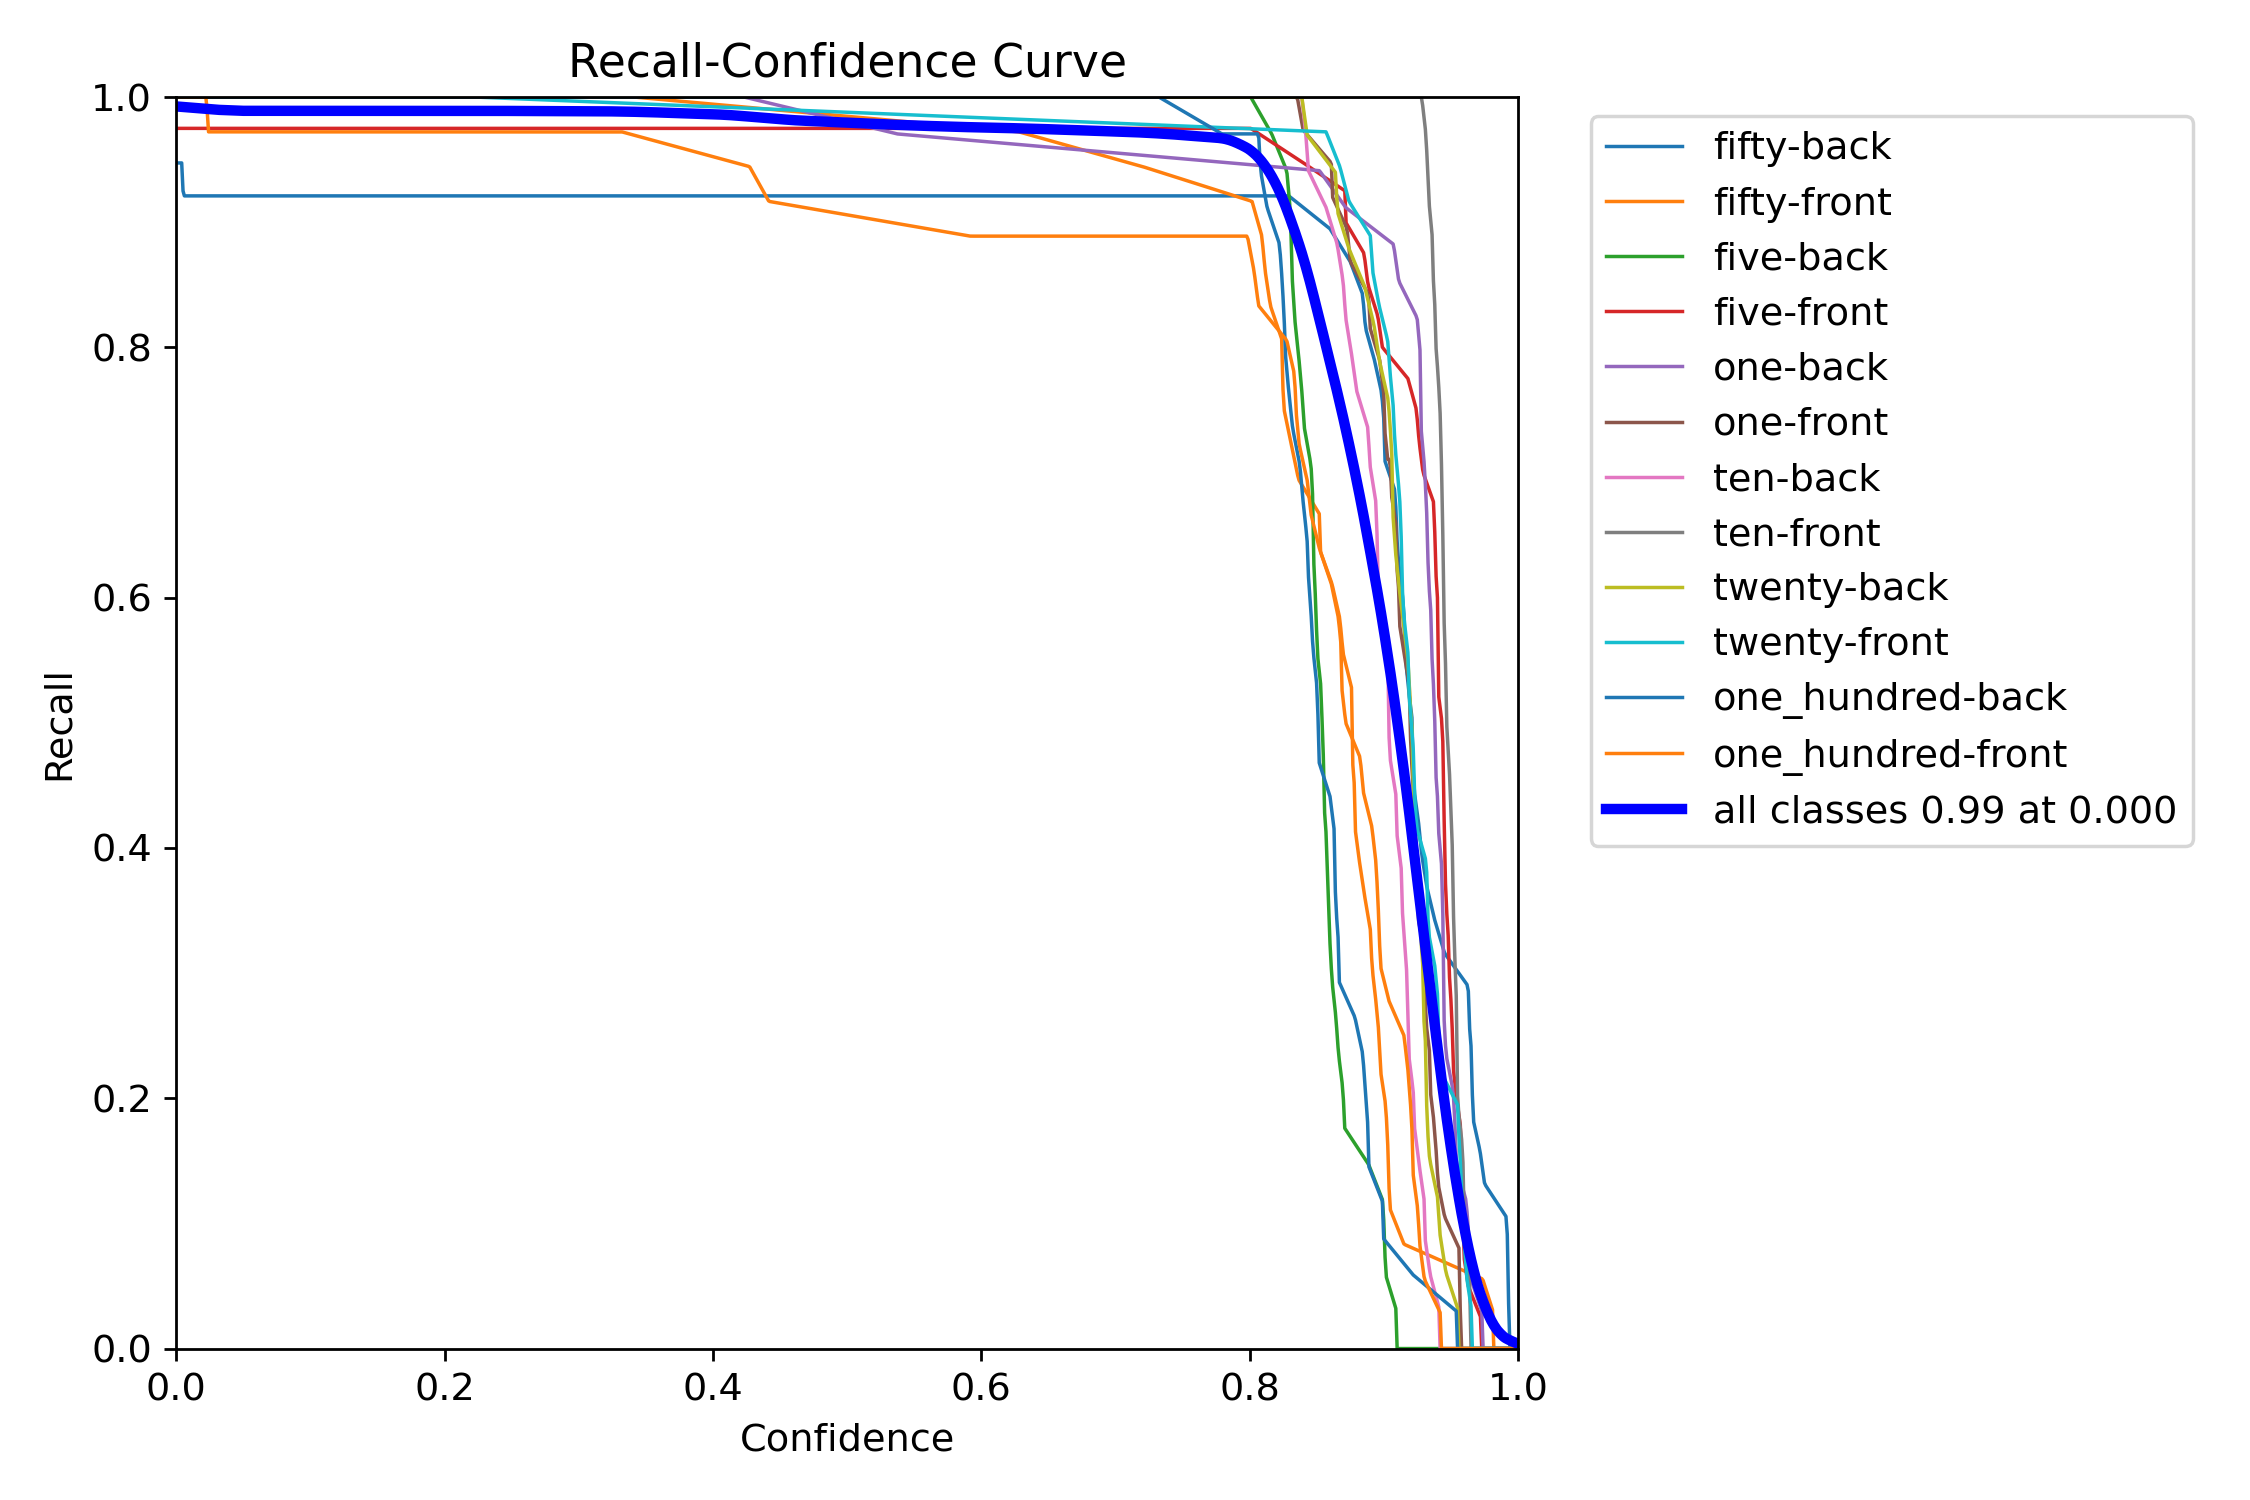 Recall-Confidence Curve
1.0
0.8
0.6
0.4
0.2
0.0
Recall
0.0 0.2 0.4 0.6 0.8 1.0
Confidence
fifty-back
fifty-front
five-back
five-front
one-back
one-front
ten-back
ten-front
twenty-back
twenty-front
one_hundred-back
one_hundred-front
all classes 0.99 at 0.000